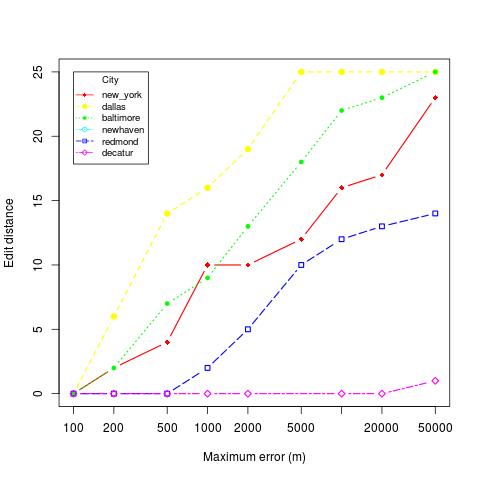 City
new_york
dallas
baltimore
newhaven
redmond
decatur
25
20
15
10
5
0
Edit distance
100 200 500 1000 2000 5000 20000 50000
Maximum error (m)